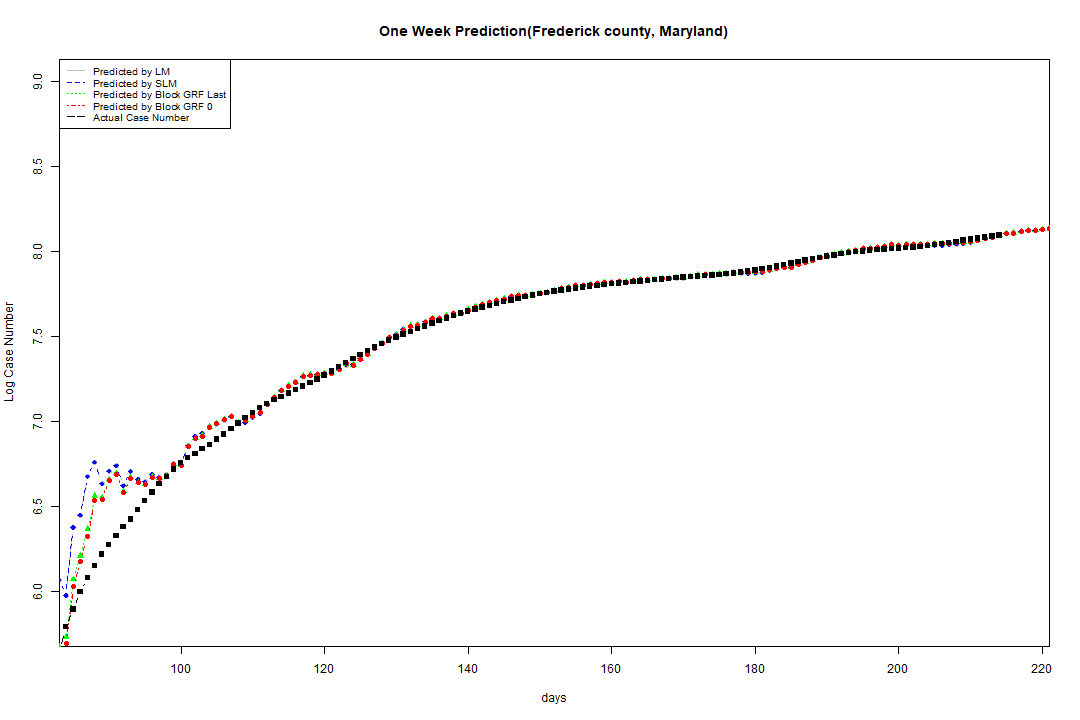 One Week Prediction(Frederick county, Maryland)
Predicted by LM
Predicted by SLM
Predicted by Block GRF Last
Predicted by Block GRF 0
Actual Case Number
9.0
8.5
8.0
7.5
7.0
6.5
6.0
Log Case Number
100 120 140 160 180 200 220
days